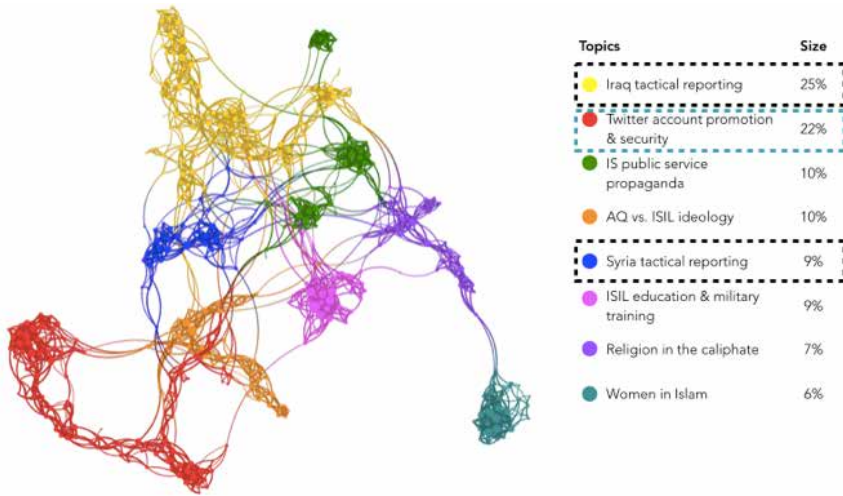 Topics Size
Iraq tactical reporting 25%
Twitter account promotion
& security 22%
IS public service
propaganda 10%
AQ vs. ISIL ideology 10%
Syria tactical reporting 9%
ISIL education & military
training 9%
Religion in the caliphate 7%
Women in Islam 6%